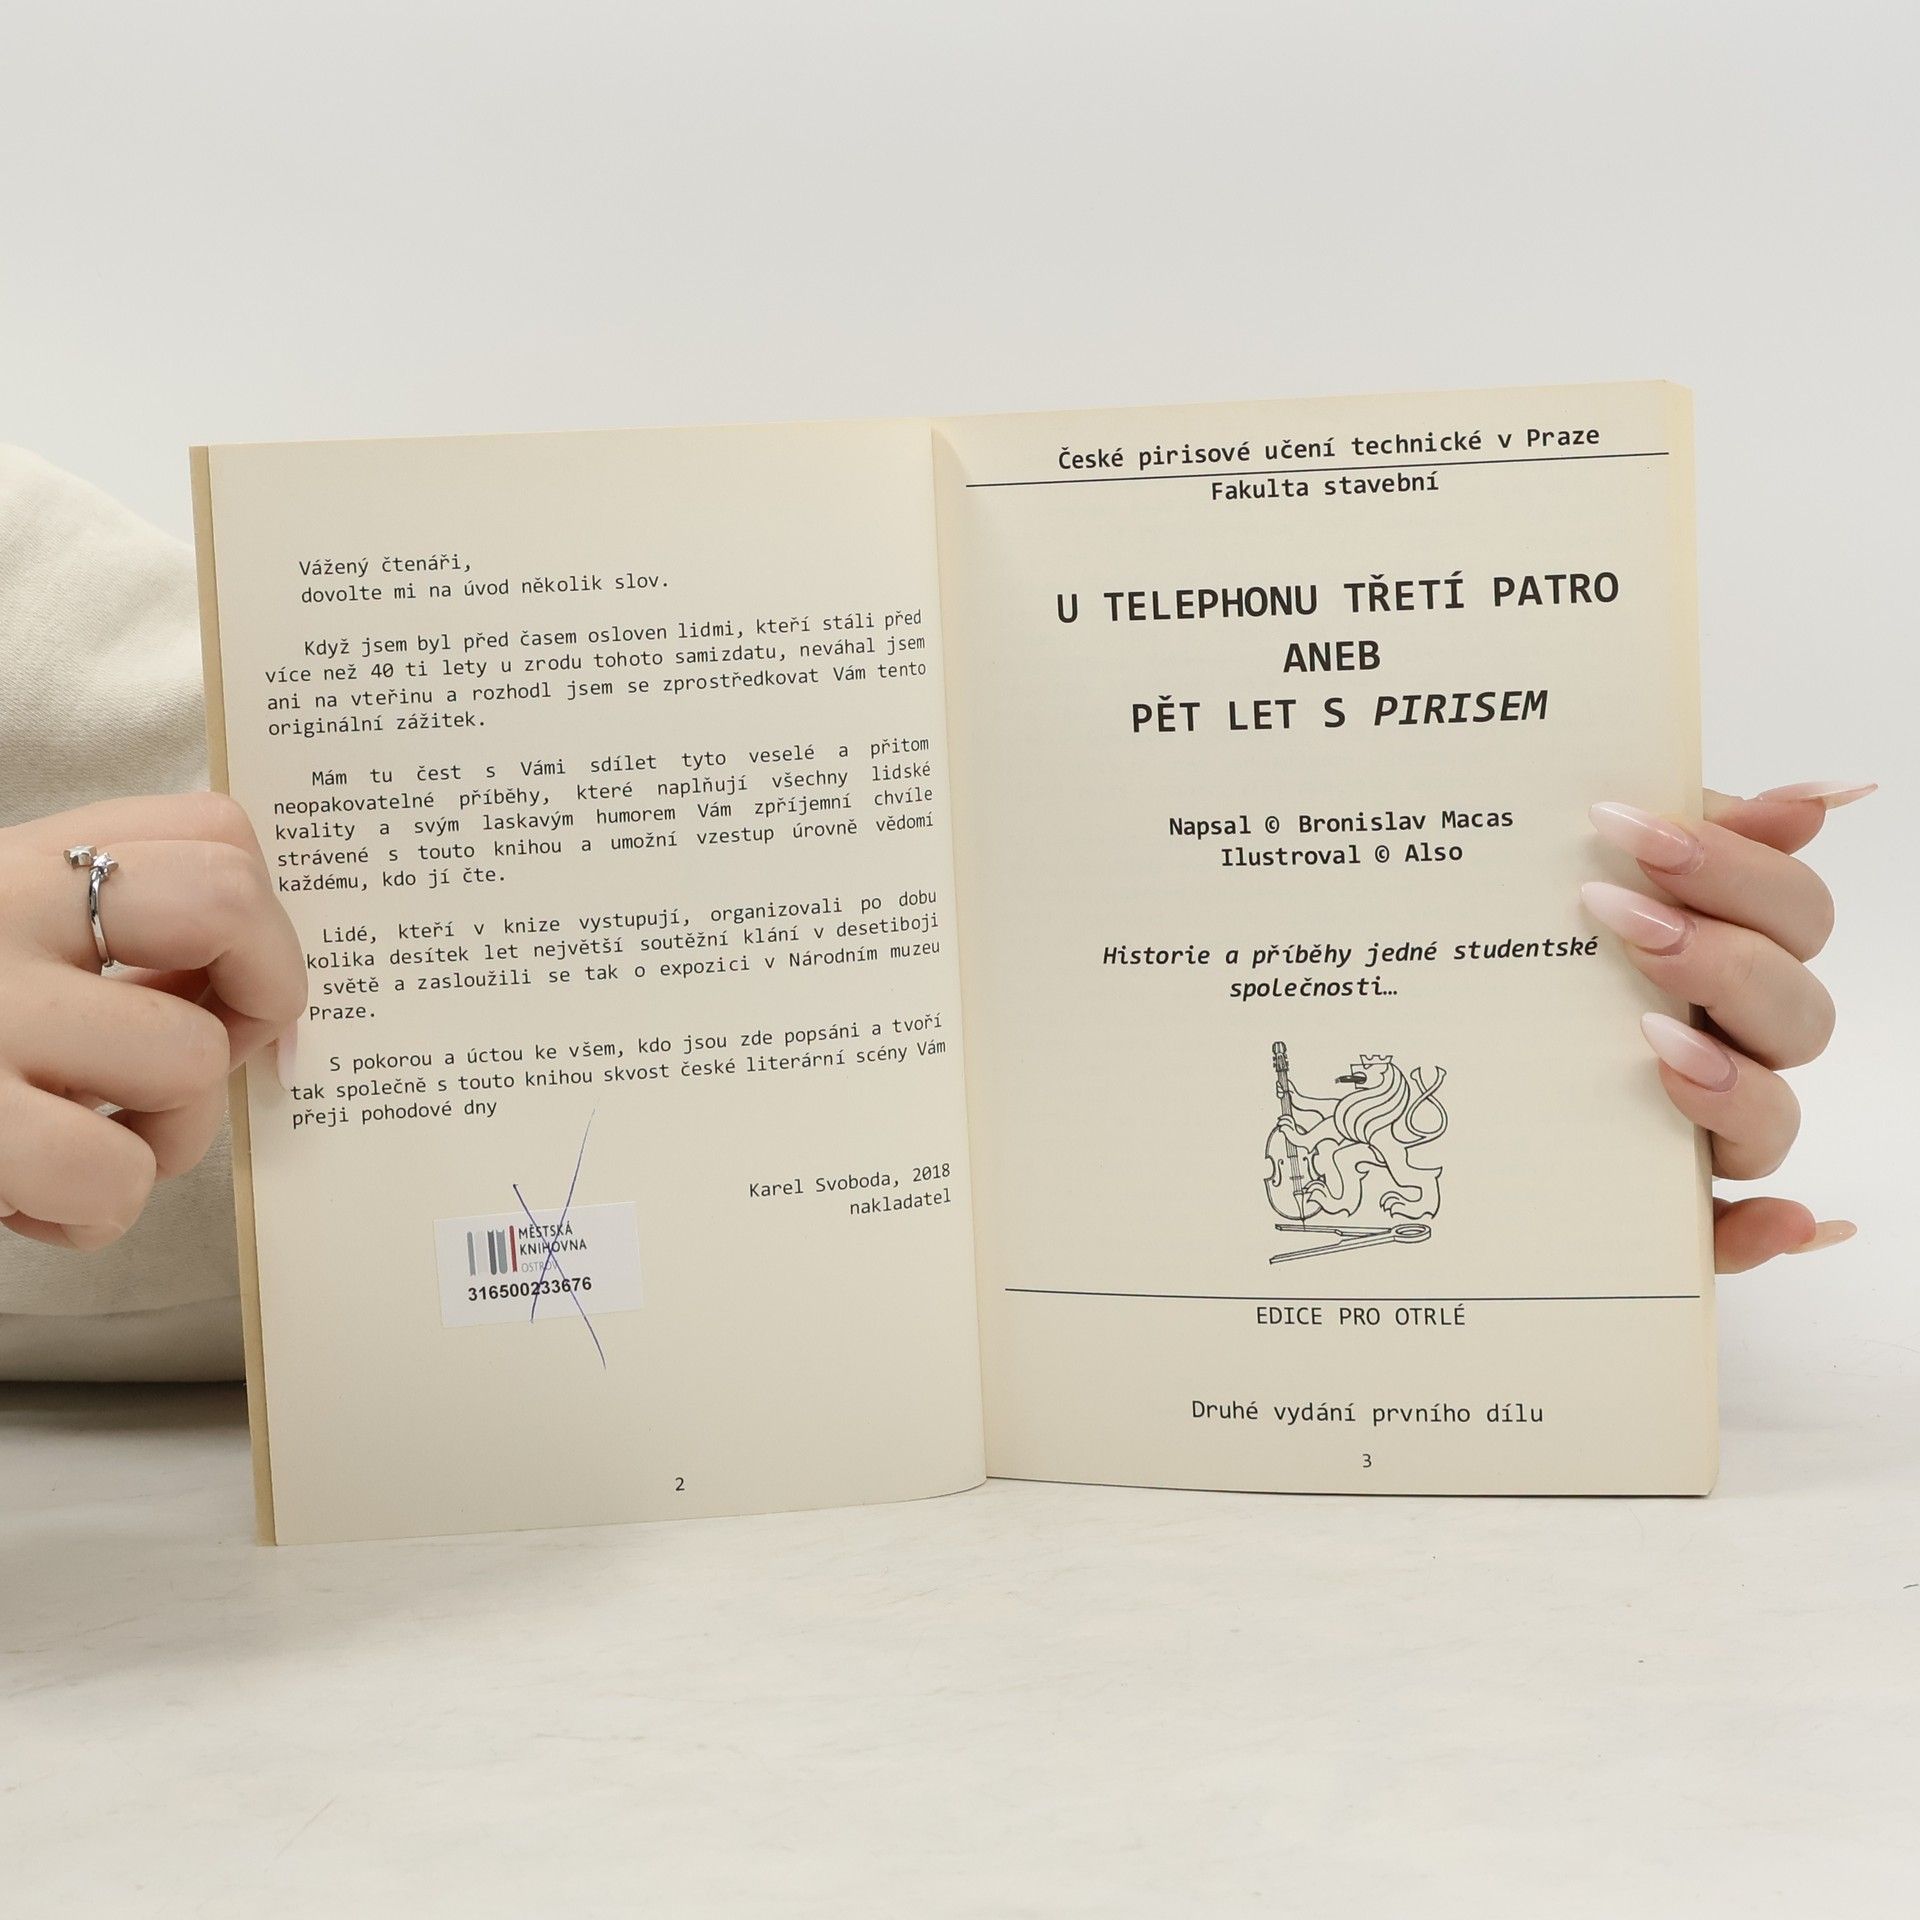 Vážený čtenáři,
dovolte mi na úvod několik slov.
Když jsem byl před časem osloven lidmi, kteří stáli před
více než 40 ti lety u zrodu tohoto samizdatu, neváhal jsem
ani na vteřinu a rozhodl jsem se zprostředkovat Vám tento
originální zážitek.
Mám tu čest s Vámi sdílet tyto veselé a přitom
neopakovatelné příběhy, které naplňují všechny lidské
kvality a svým laskavým humorem Vám zpříjemní chvíle
strávené s touto knihou a umožní vzestup úrovně vědomí
každému, kdo jí čte.
Lidé, kteří v knize vystupují, organizovali po dobu
kolika desítek let největší soutěžní klání v desetiboji
světě a zasloužili se tak o expozici v Národním muzeu
Praze.
S pokorou a úctou ke všem, kdo jsou zde popsáni a tvoří
tak společně s touto knihou skvost české literární scény Vám
přeji pohodové dny
Karel Svoboda, 2018
nakladatel
MĚSTSKÁ
KNIHOVNA
OSTROV
316500233676
2
České pirisové učení technické v Praze
Fakulta stavební
U TELEPHONU TŘETÍ PATRO
ANEB
PĚT LET S PIRISEM
Napsal © Bronislav Macas
Ilustroval © Also
Historie a příběhy jedné studentské
společnosti…
EDICE PRO OTRLÉ
Druhé vydání prvního dílu
3